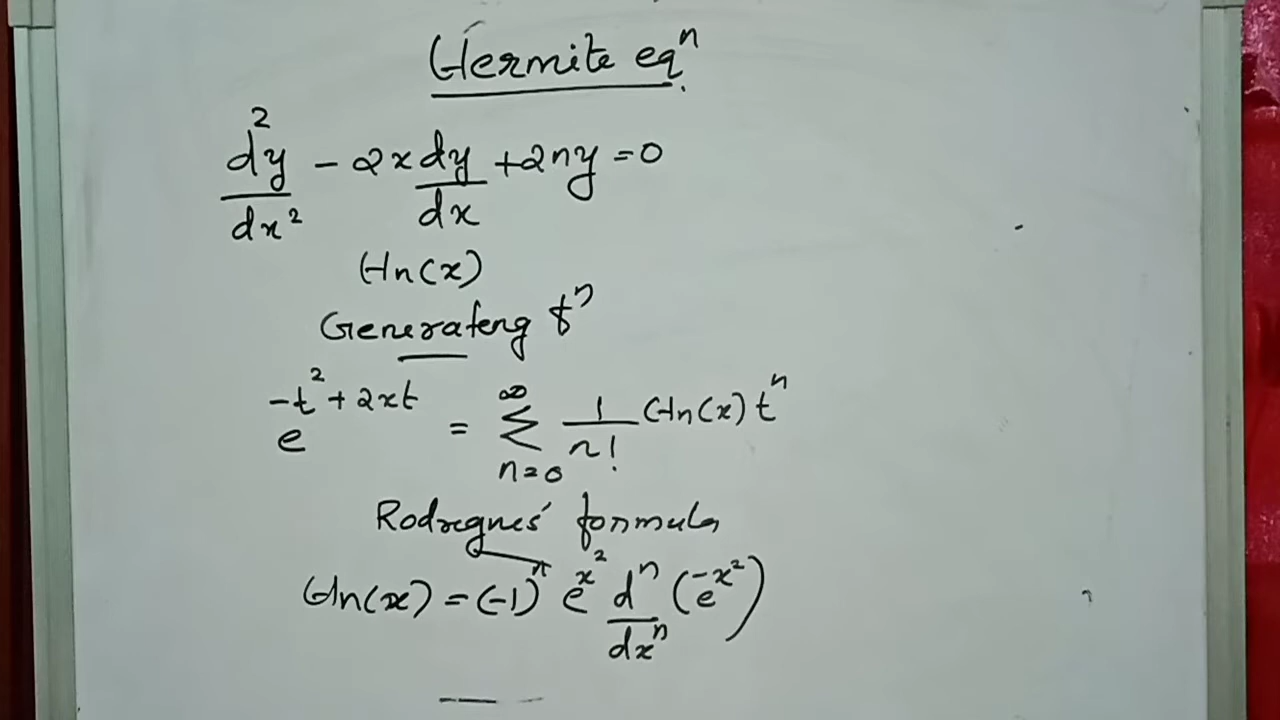 Hermite eqⁿ.
d²y/dx² - 2x dy/dx + 2ny = 0
Hn(x)
Generating fⁿ
e^(-t² + 2xt) = ∑_(n=0)^∞ 1/n! Hn(x) tⁿ
Rodrigues' formula
Hn(x) = (-1)ⁿ e^(x²) dⁿ/dxⁿ (e^(-x²))